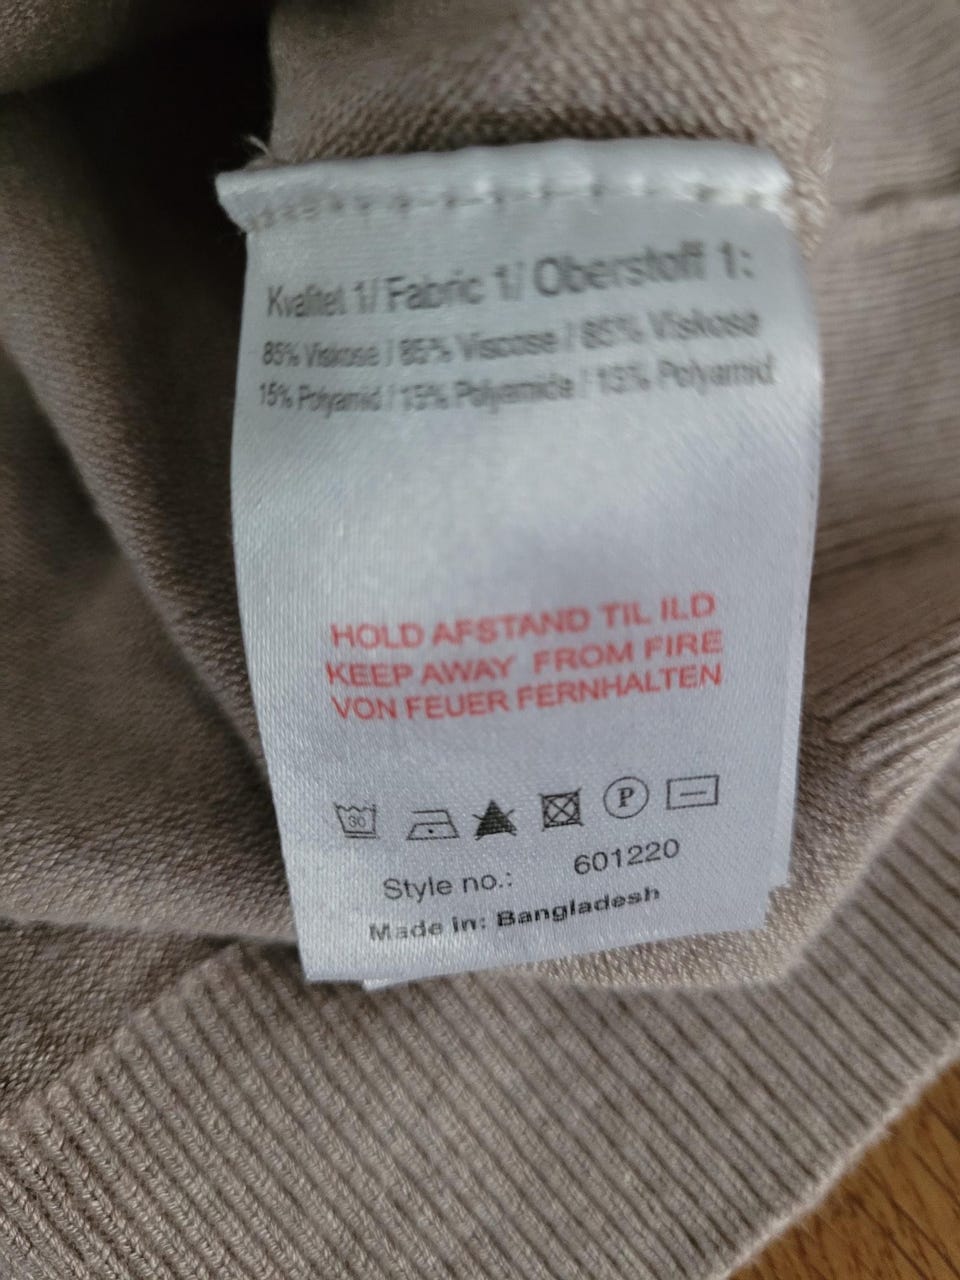 Kvalitet 1/ Fabric 1/ Oberstoff 1:
85% Viskose / 85% Viscose / 85% Viskose
15% Polyamid / 15% Polyamide / 15% Polyamid
HOLD AFSTAND TIL ILD
KEEP AWAY FROM FIRE
VON FEUER FERNHALTEN
30 P
Style no.: 601220
Made in: Bangladesh